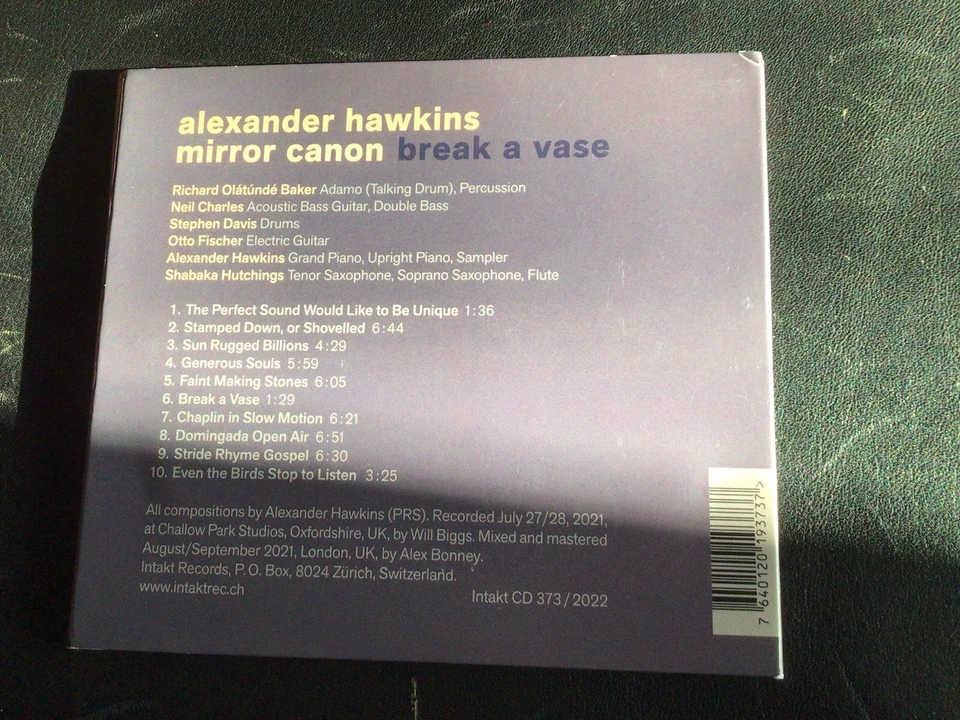 alexander hawkins
mirror canon break a vase
Richard Olátúndé Baker Adamo (Talking Drum), Percussion
Neil Charles Acoustic Bass Guitar, Double Bass
Stephen Davis Drums
Otto Fischer Electric Guitar
Alexander Hawkins Grand Piano, Upright Piano, Sampler
Shabaka Hutchings Tenor Saxophone, Soprano Saxophone, Flute
1. The Perfect Sound Would Like to Be Unique 1:36
2. Stamped Down, or Shovelled 6:44
3. Sun Rugged Billions 4:29
4. Generous Souls 5:59
5. Faint Making Stones 6:05
6. Break a Vase 1:29
7. Chaplin in Slow Motion 6:21
8. Domingada Open Air 6:51
9. Stride Rhyme Gospel 6:30
10. Even the Birds Stop to Listen 3:25
All compositions by Alexander Hawkins (PRS). Recorded July 27/28, 2021,
at Challow Park Studios, Oxfordshire, UK, by Will Biggs. Mixed and mastered
August/September 2021, London, UK, by Alex Bonney.
Intakt Records, P. O. Box, 8024 Zürich, Switzerland.
www.intaktrec.ch
Intakt CD 373 / 2022
7 640120 193737 >